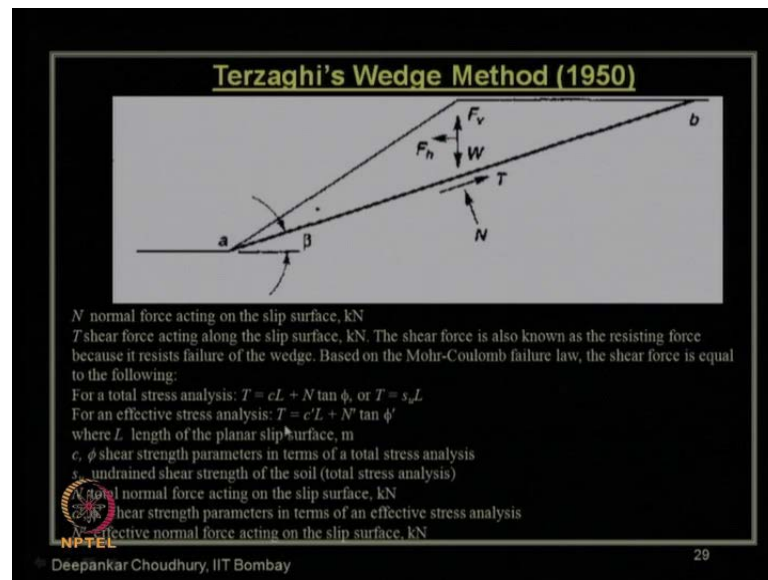 Terzaghi's Wedge Method (1950)
F_v
b
F_h
W
T
a
β
N
N normal force acting on the slip surface, kN
T shear force acting along the slip surface, kN. The shear force is also known as the resisting force
because it resists failure of the wedge. Based on the Mohr-Coulomb failure law, the shear force is equal
to the following:
For a total stress analysis: T = cL + N tan ϕ, or T = s_uL
For an effective stress analysis: T = c'L + N' tan ϕ'
where L length of the planar slip surface, m
c, ϕ shear strength parameters in terms of a total stress analysis
undrained shear strength of the soil (total stress analysis)
N total normal force acting on the slip surface, kN
shear strength parameters in terms of an effective stress analysis
effective normal force acting on the slip surface, kN
NPTEL
Deepankar Choudhury, IIT Bombay
29